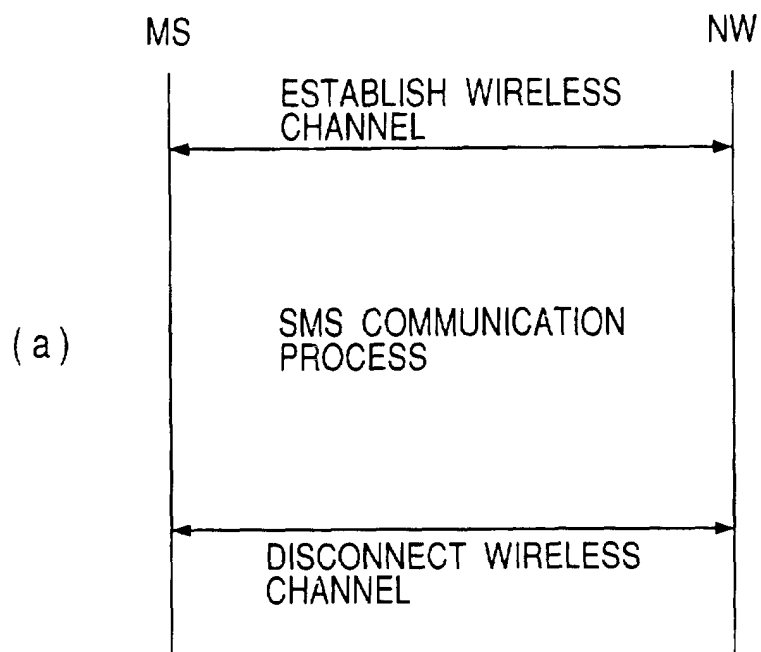 MS NW
ESTABLISH WIRELESS
CHANNEL
(a)
SMS COMMUNICATION
PROCESS
DISCONNECT WIRELESS
CHANNEL